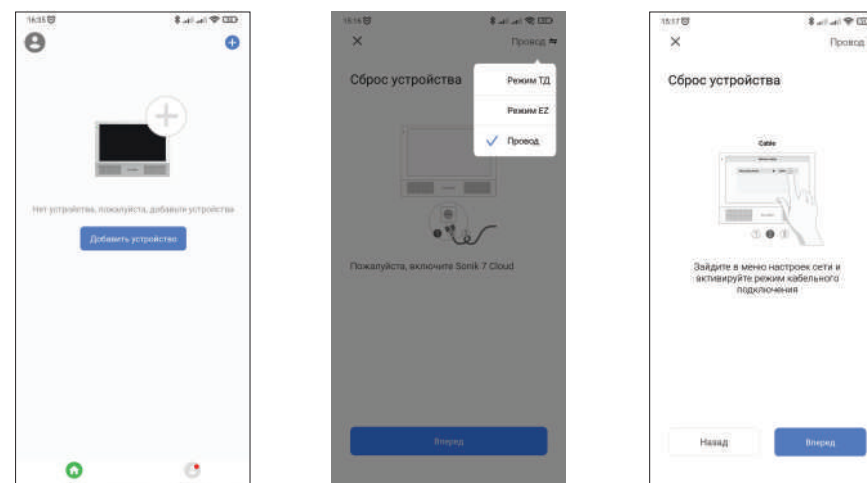 16:35
Нет устройства, пожалуйста, добавьте устройство
Добавить устройство
15:16
Провод
Сброс устройства
Режим ТД
Режим EZ
Провод
Пожалуйста, включите Sonik 7 Cloud
Вперед
15:17
Провод
Сброс устройства
Cable
Зайдите в меню настроек сети и
активируйте режим кабельного
подключения
Назад
Вперед